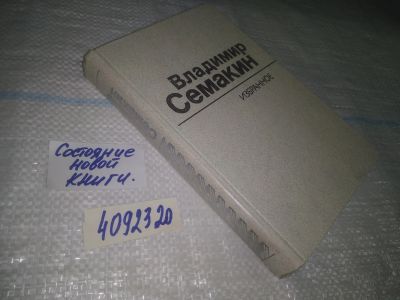 Владимир
Семакин
ИЗБРАННОЕ
Состояние
новой
книги.
4092320